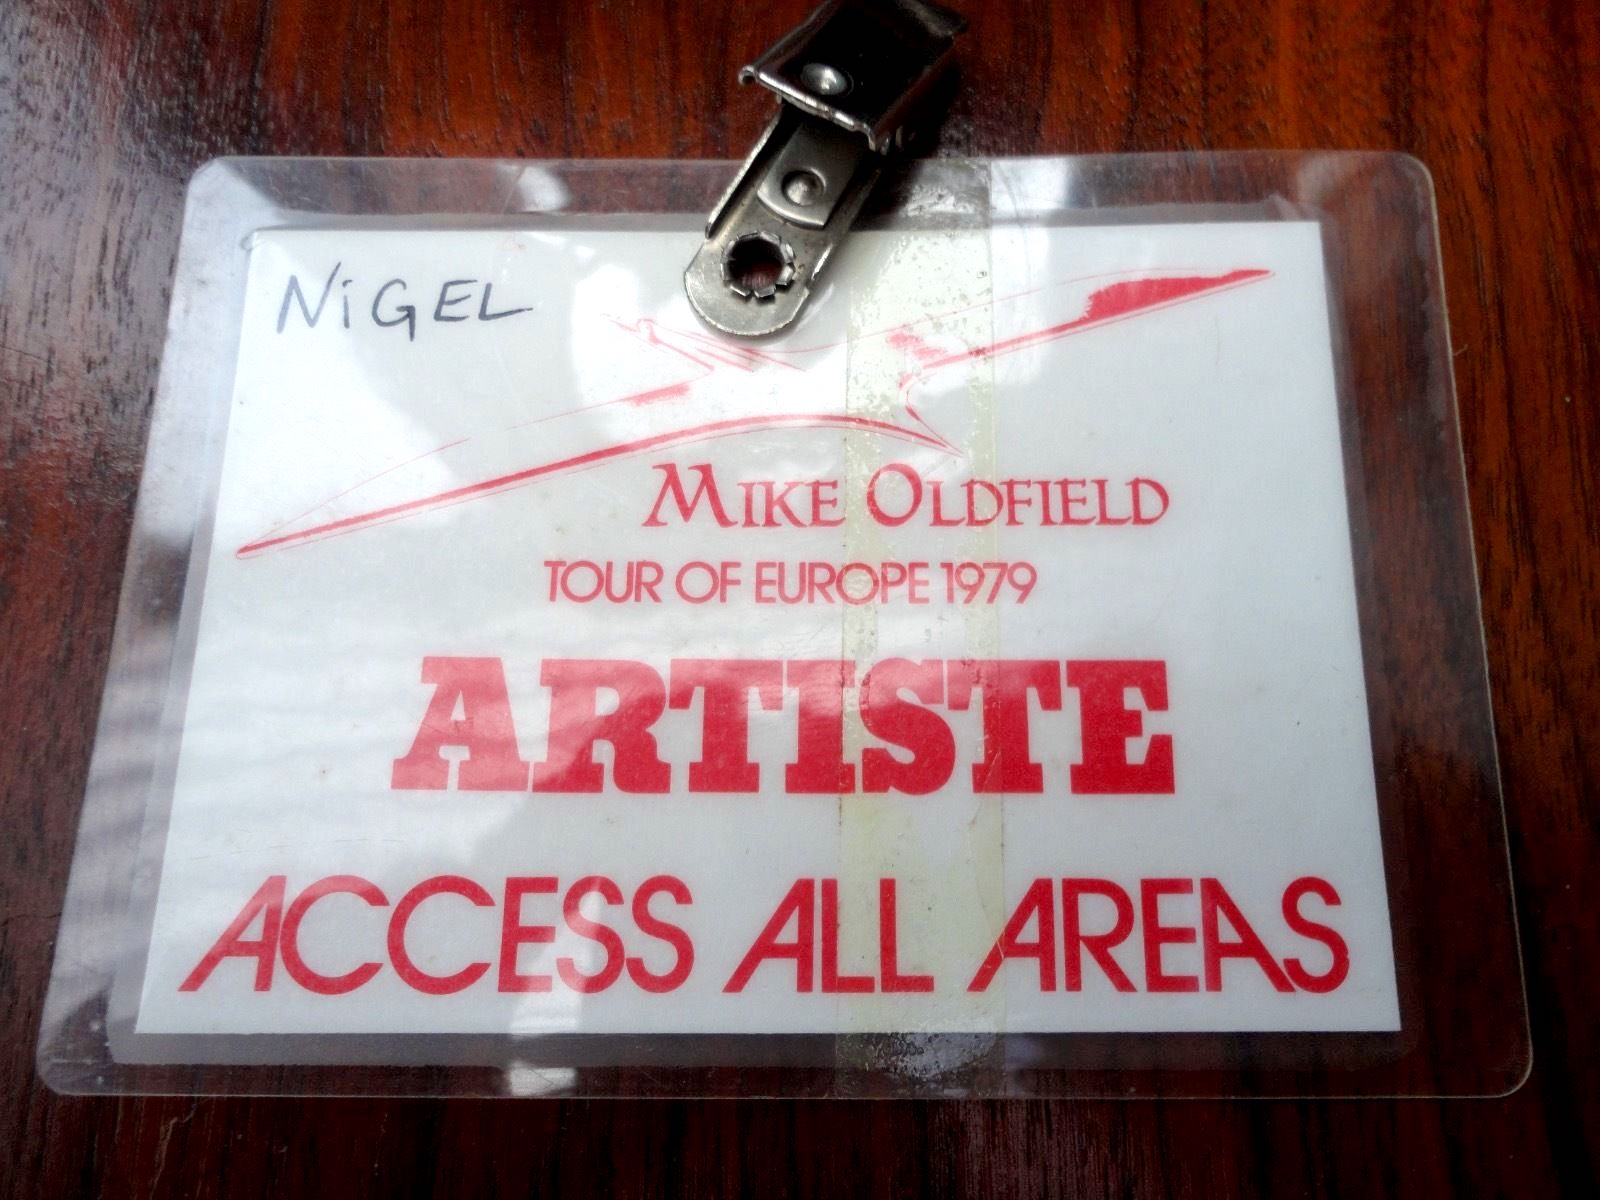 NiGEL
MIKE OLDFIELD
TOUR OF EUROPE 1979
ARTISTE
ACCESS ALL AREAS